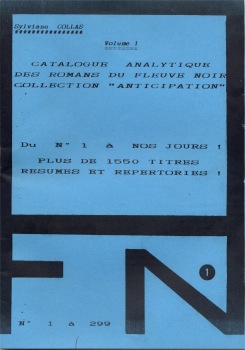 Sylviane COLLAS
Volume 1
CATALOGUE ANALYTIQUE
DES ROMANS DU FLEUVE NOIR
COLLECTION "ANTICIPATION"
Du N° 1 à NOS JOURS !
PLUS DE 1550 TITRES
RESUMES ET REPERTORIES !
FN
1
N° 1 à 299